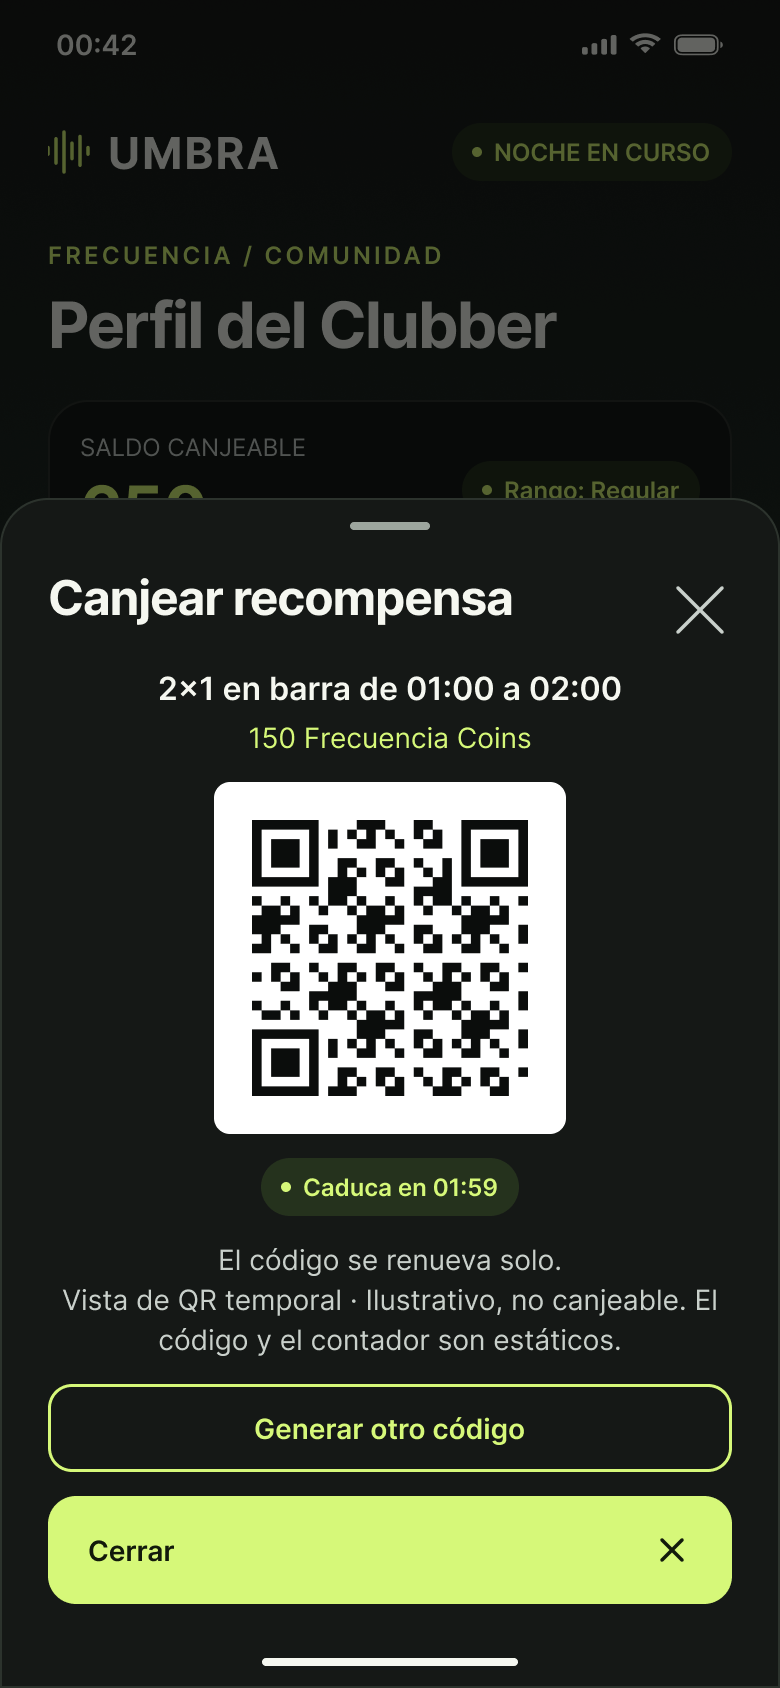 00:42
UMBRA
NOCHE EN CURSO
FRECUENCIA / COMUNIDAD
Perfil del Clubber
SALDO CANJEABLE
Rango: Regular
Canjear recompensa
2×1 en barra de 01:00 a 02:00
150 Frecuencia Coins
Caduca en 01:59
El código se renueva solo.
Vista de QR temporal · Ilustrativo, no canjeable. El
código y el contador son estáticos.
Generar otro código
Cerrar